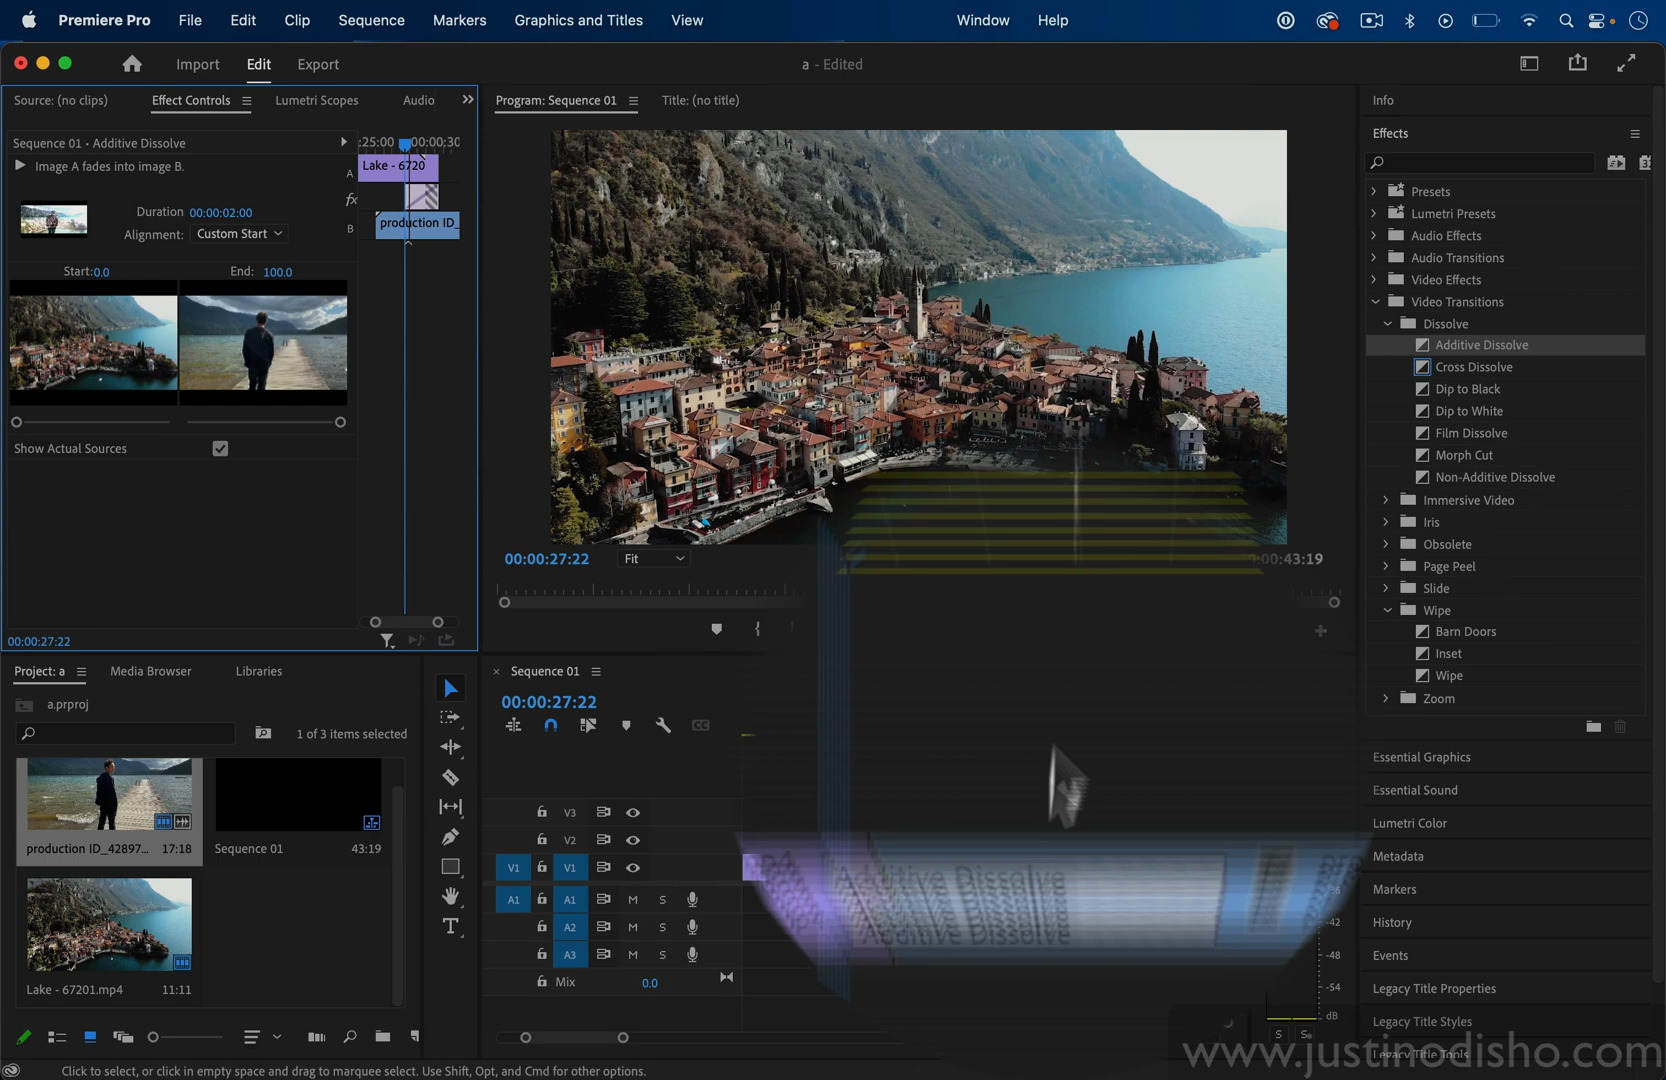 Premiere Pro File Edit Clip Sequence Markers Graphics and Titles View Window Help
Import Edit Export
a - Edited
Source: (no clips) Effect Controls Lumetri Scopes Audio
Sequence 01 • Additive Dissolve
:25:00 00:00:30
Image A fades into image B.
A Lake - 6720
fx
B production ID_
Duration 00:00:02:00
Alignment: Custom Start
Start:0.0 End: 100.0
Show Actual Sources
00:00:27:22
Program: Sequence 01 Title: (no title)
00:00:27:22 Fit
00:43:19
Info
Effects
Presets
Lumetri Presets
Audio Effects
Audio Transitions
Video Effects
Video Transitions
Dissolve
Additive Dissolve
Cross Dissolve
Dip to Black
Dip to White
Film Dissolve
Morph Cut
Non-Additive Dissolve
Immersive Video
Iris
Obsolete
Page Peel
Slide
Wipe
Barn Doors
Inset
Wipe
Zoom
Essential Graphics
Essential Sound
Lumetri Color
Metadata
Markers
History
Events
Legacy Title Properties
Legacy Title Styles
Legacy Title Tools
Project: a Media Browser Libraries
a.prproj
1 of 3 items selected
production ID_42897... 17:18
Sequence 01 43:19
Lake - 67201.mp4 11:11
T
× Sequence 01
00:00:27:22
CC
V3
V2
V1 V1
A1 A1 M S
A2 M S
A3 M S
Mix 0.0
Additive Dissolve
-42
-48
-54
dB
S S
Click to select, or click in empty space and drag to marquee select. Use Shift, Opt, and Cmd for other options.
www.justinodisho.com